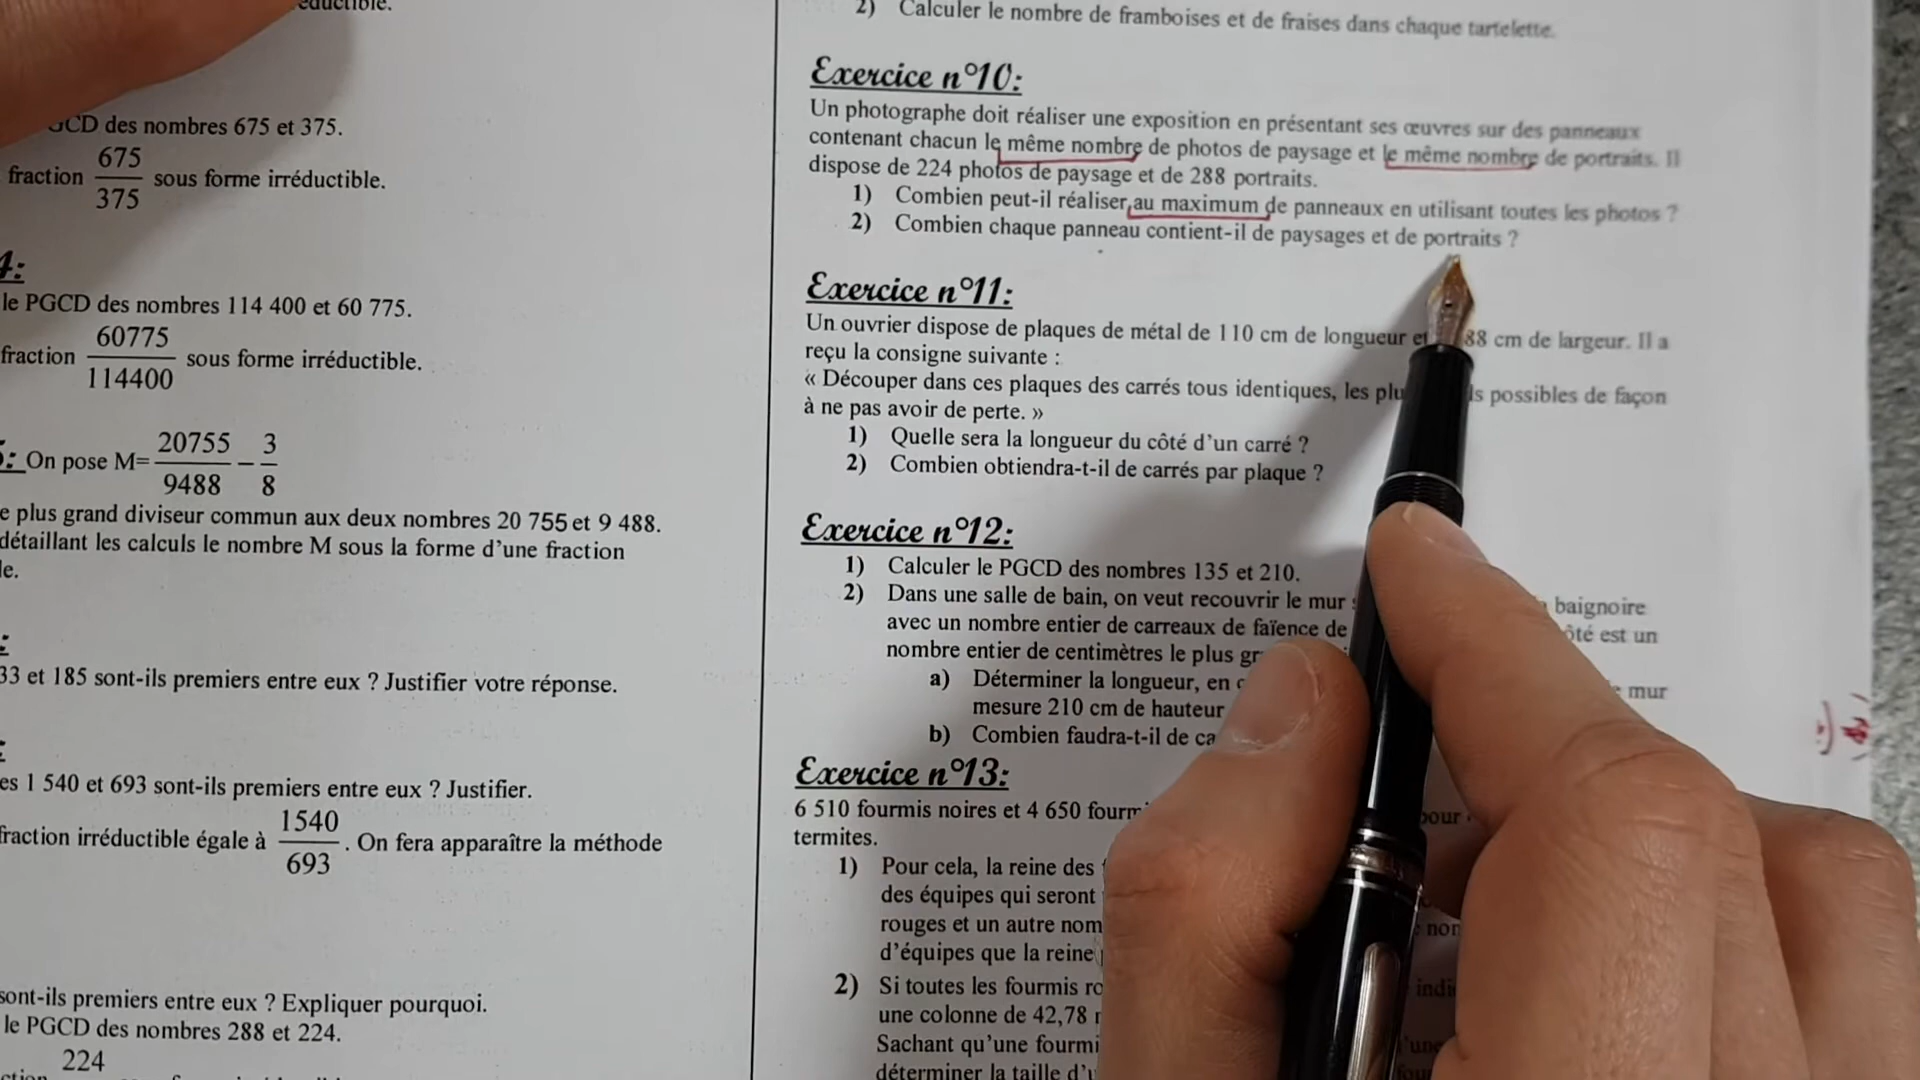 éductible.
GCD des nombres 675 et 375.
fraction 675/375 sous forme irréductible.
4:
le PGCD des nombres 114 400 et 60 775.
fraction 60775/114400 sous forme irréductible.
5: On pose M= 20755/9488 – 3/8
e plus grand diviseur commun aux deux nombres 20 755 et 9 488.
détaillant les calculs le nombre M sous la forme d'une fraction
le.
:
33 et 185 sont-ils premiers entre eux ? Justifier votre réponse.
es 1 540 et 693 sont-ils premiers entre eux ? Justifier.
fraction irréductible égale à 1540/693 . On fera apparaître la méthode
sont-ils premiers entre eux ? Expliquer pourquoi.
le PGCD des nombres 288 et 224.
224
2) Calculer le nombre de framboises et de fraises dans chaque tartelette.
Exercice n°10:
Un photographe doit réaliser une exposition en présentant ses œuvres sur des panneaux
contenant chacun le même nombre de photos de paysage et le même nombre de portraits. Il
dispose de 224 photos de paysage et de 288 portraits.
1) Combien peut-il réaliser au maximum de panneaux en utilisant toutes les photos ?
2) Combien chaque panneau contient-il de paysages et de portraits ?
Exercice n°11:
Un ouvrier dispose de plaques de métal de 110 cm de longueur et 88 cm de largeur. Il a
reçu la consigne suivante :
« Découper dans ces plaques des carrés tous identiques, les plu ls possibles de façon
à ne pas avoir de perte. »
1) Quelle sera la longueur du côté d'un carré ?
2) Combien obtiendra-t-il de carrés par plaque ?
Exercice n°12:
1) Calculer le PGCD des nombres 135 et 210.
2) Dans une salle de bain, on veut recouvrir le mur baignoire
avec un nombre entier de carreaux de faïence de ôté est un
nombre entier de centimètres le plus gr
a) Déterminer la longueur, en mur
mesure 210 cm de hauteur
b) Combien faudra-t-il de ca
Exercice n°13:
6 510 fourmis noires et 4 650 fourm pour
termites.
1) Pour cela, la reine des
des équipes qui seront
rouges et un autre nom nor
d'équipes que la reine
2) Si toutes les fourmis ro indi
une colonne de 42,78
Sachant qu'une fourmi l'une
déterminer la taille d'u four